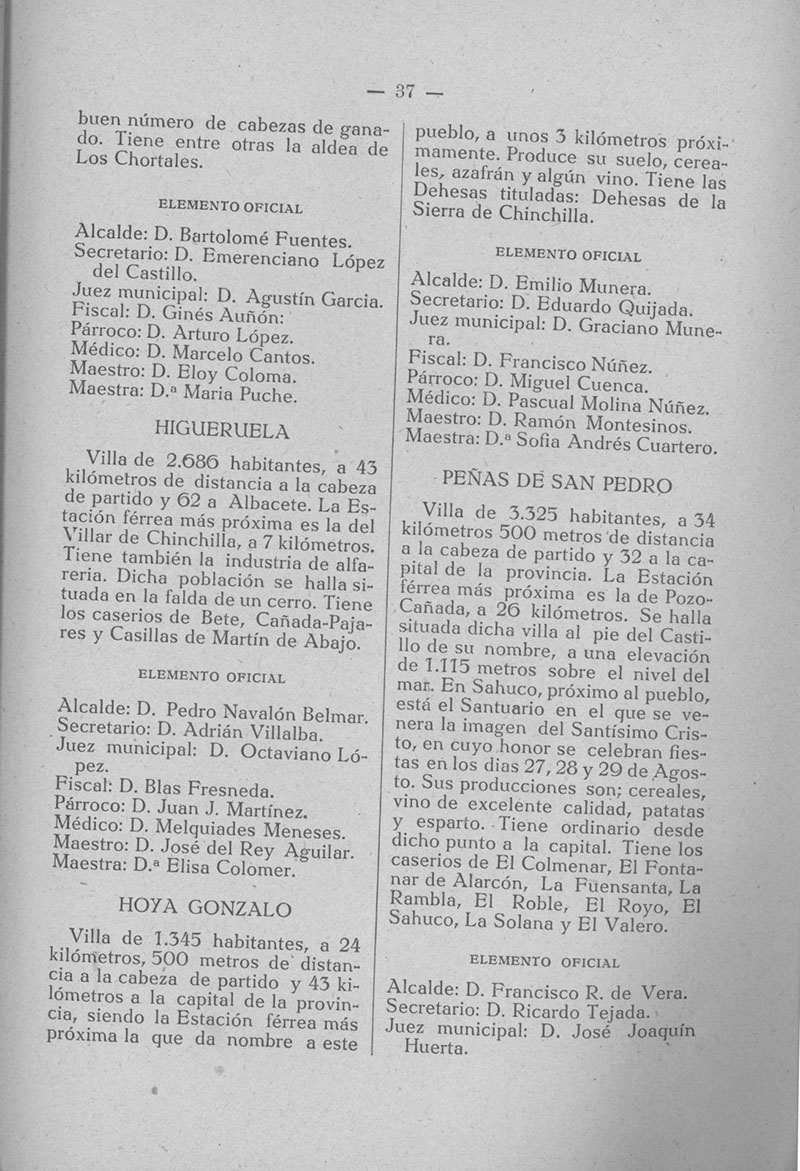 — 37 —
buen número de cabezas de gana-
do. Tiene entre otras la aldea de
Los Chortales.
ELEMENTO OFICIAL
Alcalde: D. Bartolomé Fuentes.
Secretario: D. Emerenciano López
del Castillo.
Juez municipal: D. Agustín Garcia.
Fiscal: D. Ginés Auñón:
Párroco: D. Arturo López.
Médico: D. Marcelo Cantos.
Maestro: D. Eloy Coloma.
Maestra: D.ª Maria Puche.
HIGUERUELA
Villa de 2.686 habitantes, a 43
kilómetros de distancia a la cabeza
de partido y 62 a Albacete. La Es-
tación férrea más próxima es la del
Villar de Chinchilla, a 7 kilómetros.
Tiene también la industria de alfa-
reria. Dicha población se halla si-
tuada en la falda de un cerro. Tiene
los caserios de Bete, Cañada-Paja-
res y Casillas de Martín de Abajo.
ELEMENTO OFICIAL
Alcalde: D. Pedro Navalón Belmar.
Secretario: D. Adrián Villalba.
Juez municipal: D. Octaviano Ló-
pez.
Fiscal: D. Blas Fresneda.
Párroco: D. Juan J. Martínez.
Médico: D. Melquiades Meneses.
Maestro: D. José del Rey Aguilar.
Maestra: D.ª Elisa Colomer.
HOYA GONZALO
Villa de 1.345 habitantes, a 24
kilómetros, 500 metros de distan-
cia a la cabeza de partido y 43 ki-
lómetros a la capital de la provin-
cia, siendo la Estación férrea más
próxima la que da nombre a este
pueblo, a unos 3 kilómetros próxi-
mamente. Produce su suelo, cerea-
les, azafrán y algún vino. Tiene las
Dehesas tituladas: Dehesas de la
Sierra de Chinchilla.
ELEMENTO OFICIAL
Alcalde: D. Emilio Munera.
Secretario: D. Eduardo Quijada.
Juez municipal: D. Graciano Mune-
ra.
Fiscal: D. Francisco Núñez.
Párroco: D. Miguel Cuenca.
Médico: D. Pascual Molina Núñez.
Maestro: D. Ramón Montesinos.
Maestra: D.ª Sofia Andrés Cuartero.
PEÑAS DE SAN PEDRO
Villa de 3.325 habitantes, a 34
kilómetros 500 metros de distancia
a la cabeza de partido y 32 a la ca-
pital de la provincia. La Estación
férrea más próxima es la de Pozo-
Cañada, a 26 kilómetros. Se halla
situada dicha villa al pie del Casti-
llo de su nombre, a una elevación
de 1.115 metros sobre el nivel del
mar. En Sahuco, próximo al pueblo,
está el Santuario en el que se ve-
nera la imagen del Santísimo Cris-
to, en cuyo honor se celebran fies-
tas en los dias 27, 28 y 29 de Agos-
to. Sus producciones son; cereales,
vino de excelente calidad, patatas
y esparto. Tiene ordinario desde
dicho punto a la capital. Tiene los
caserios de El Colmenar, El Fonta-
nar de Alarcón, La Fuensanta, La
Rambla, El Roble, El Royo, El
Sahuco, La Solana y El Valero.
ELEMENTO OFICIAL
Alcalde: D. Francisco R. de Vera.
Secretario: D. Ricardo Tejada.
Juez municipal: D. José Joaquín
Huerta.